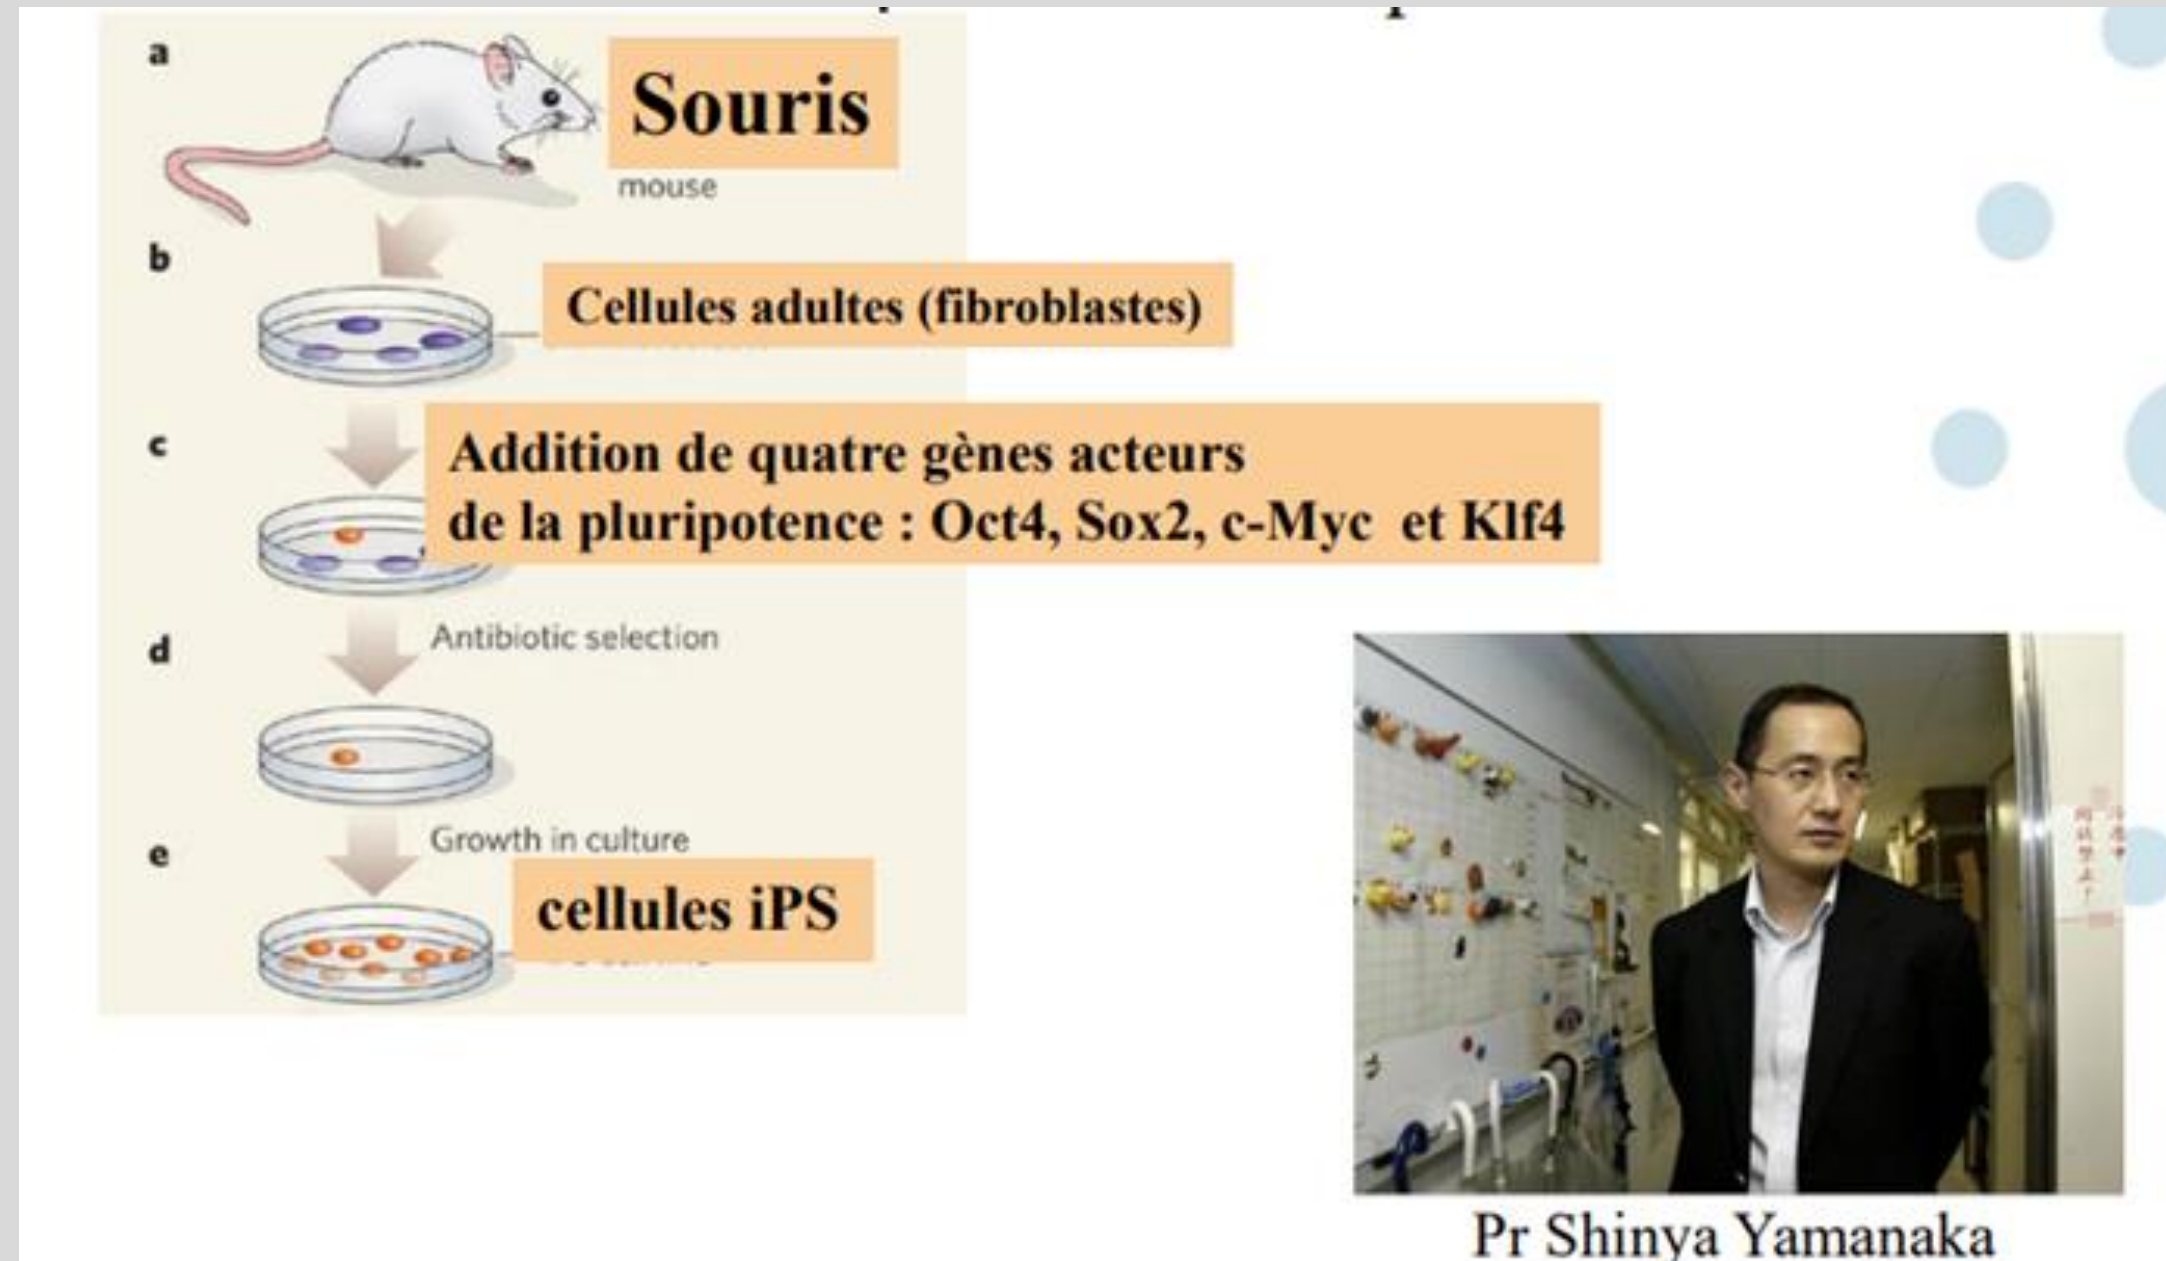 a
Souris
mouse
b
Cellules adultes (fibroblastes)
c
Addition de quatre gènes acteurs
de la pluripotence : Oct4, Sox2, c-Myc  et Klf4
d
Antibiotic selection
e
Growth in culture
cellules iPS
Pr Shinya Yamanaka